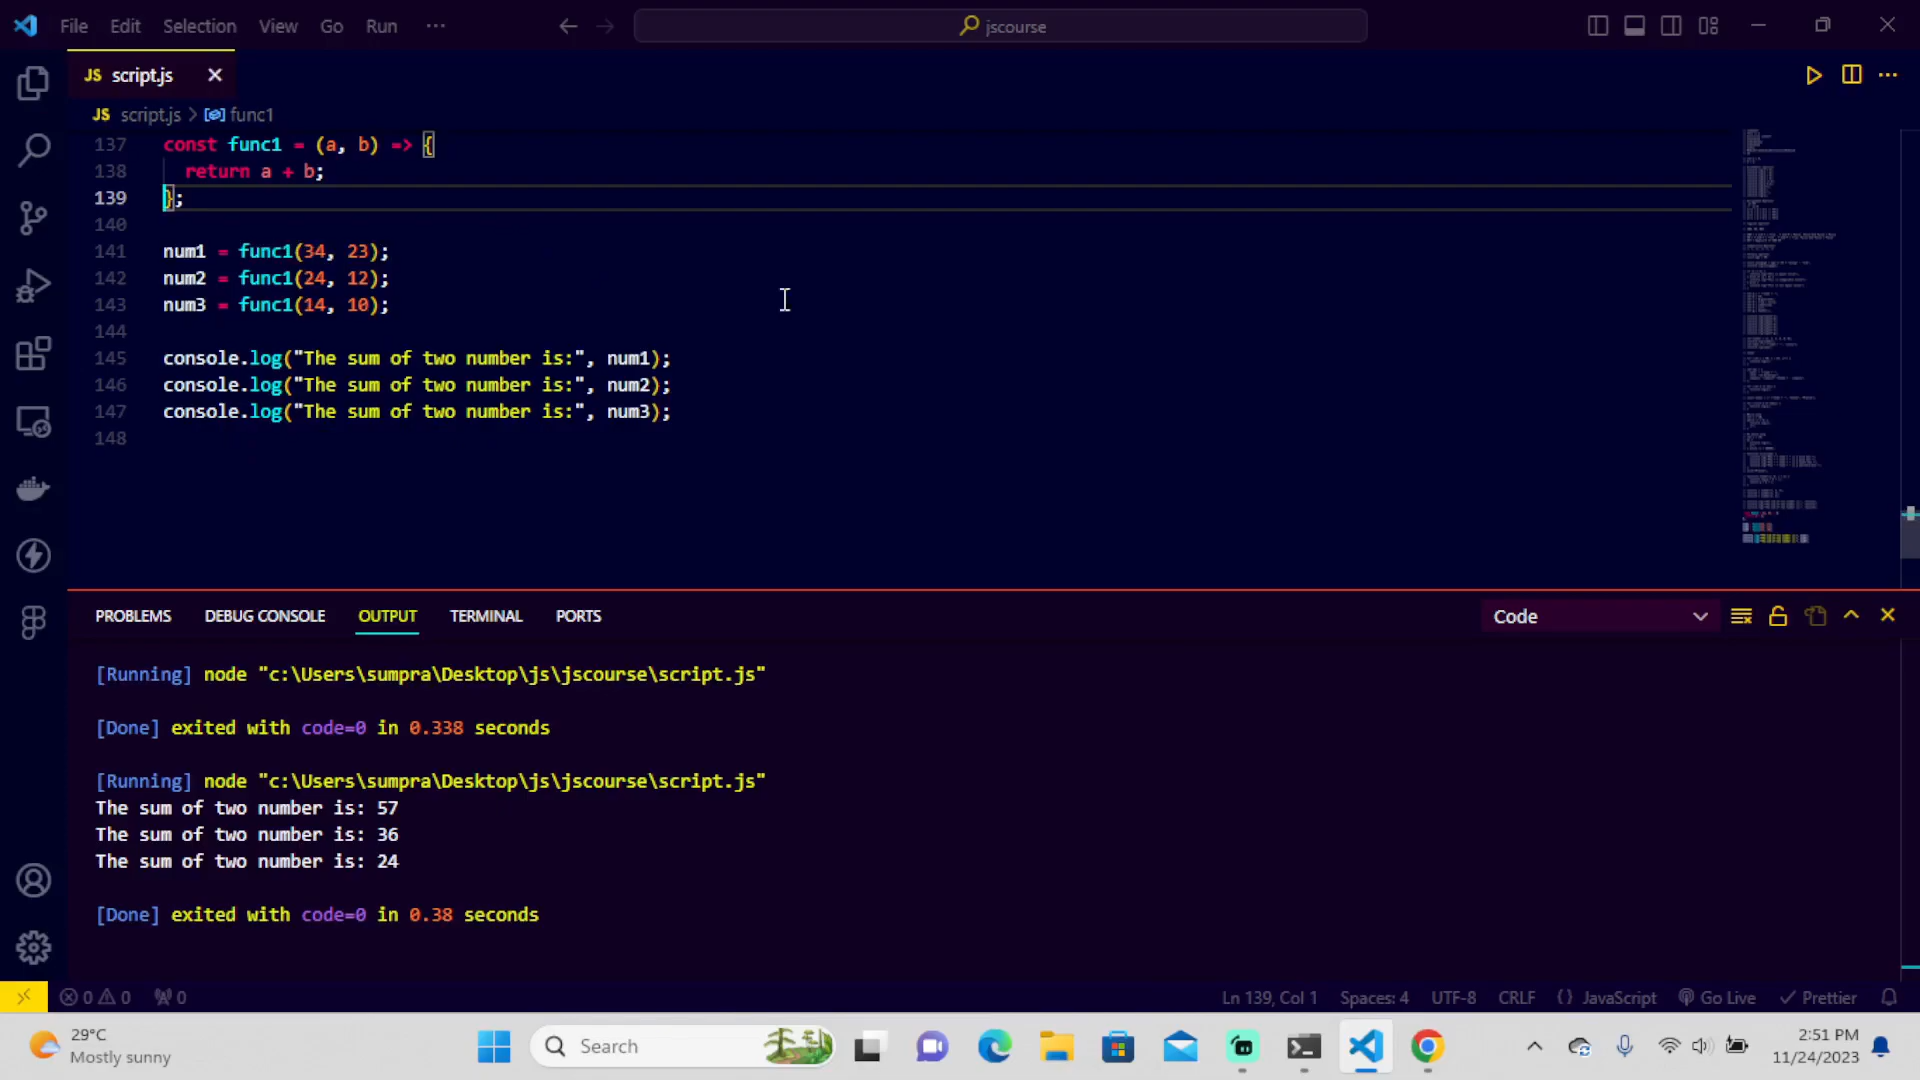 File Edit Selection View Go Run ···
jscourse
JS script.js
JS script.js > func1
137 const func1 = (a, b) => {
138 return a + b;
139 };
140
141 num1 = func1(34, 23);
142 num2 = func1(24, 12);
143 num3 = func1(14, 10);
144
145 console.log("The sum of two number is:", num1);
146 console.log("The sum of two number is:", num2);
147 console.log("The sum of two number is:", num3);
148
PROBLEMS DEBUG CONSOLE OUTPUT TERMINAL PORTS Code
[Running] node "c:\Users\sumpra\Desktop\js\jscourse\script.js"
[Done] exited with code=0 in 0.338 seconds
[Running] node "c:\Users\sumpra\Desktop\js\jscourse\script.js"
The sum of two number is: 57
The sum of two number is: 36
The sum of two number is: 24
[Done] exited with code=0 in 0.38 seconds
0 0 0 Ln 139, Col 1 Spaces: 4 UTF-8 CRLF {} JavaScript Go Live Prettier
29°C
Mostly sunny
Search
2:51 PM
11/24/2023